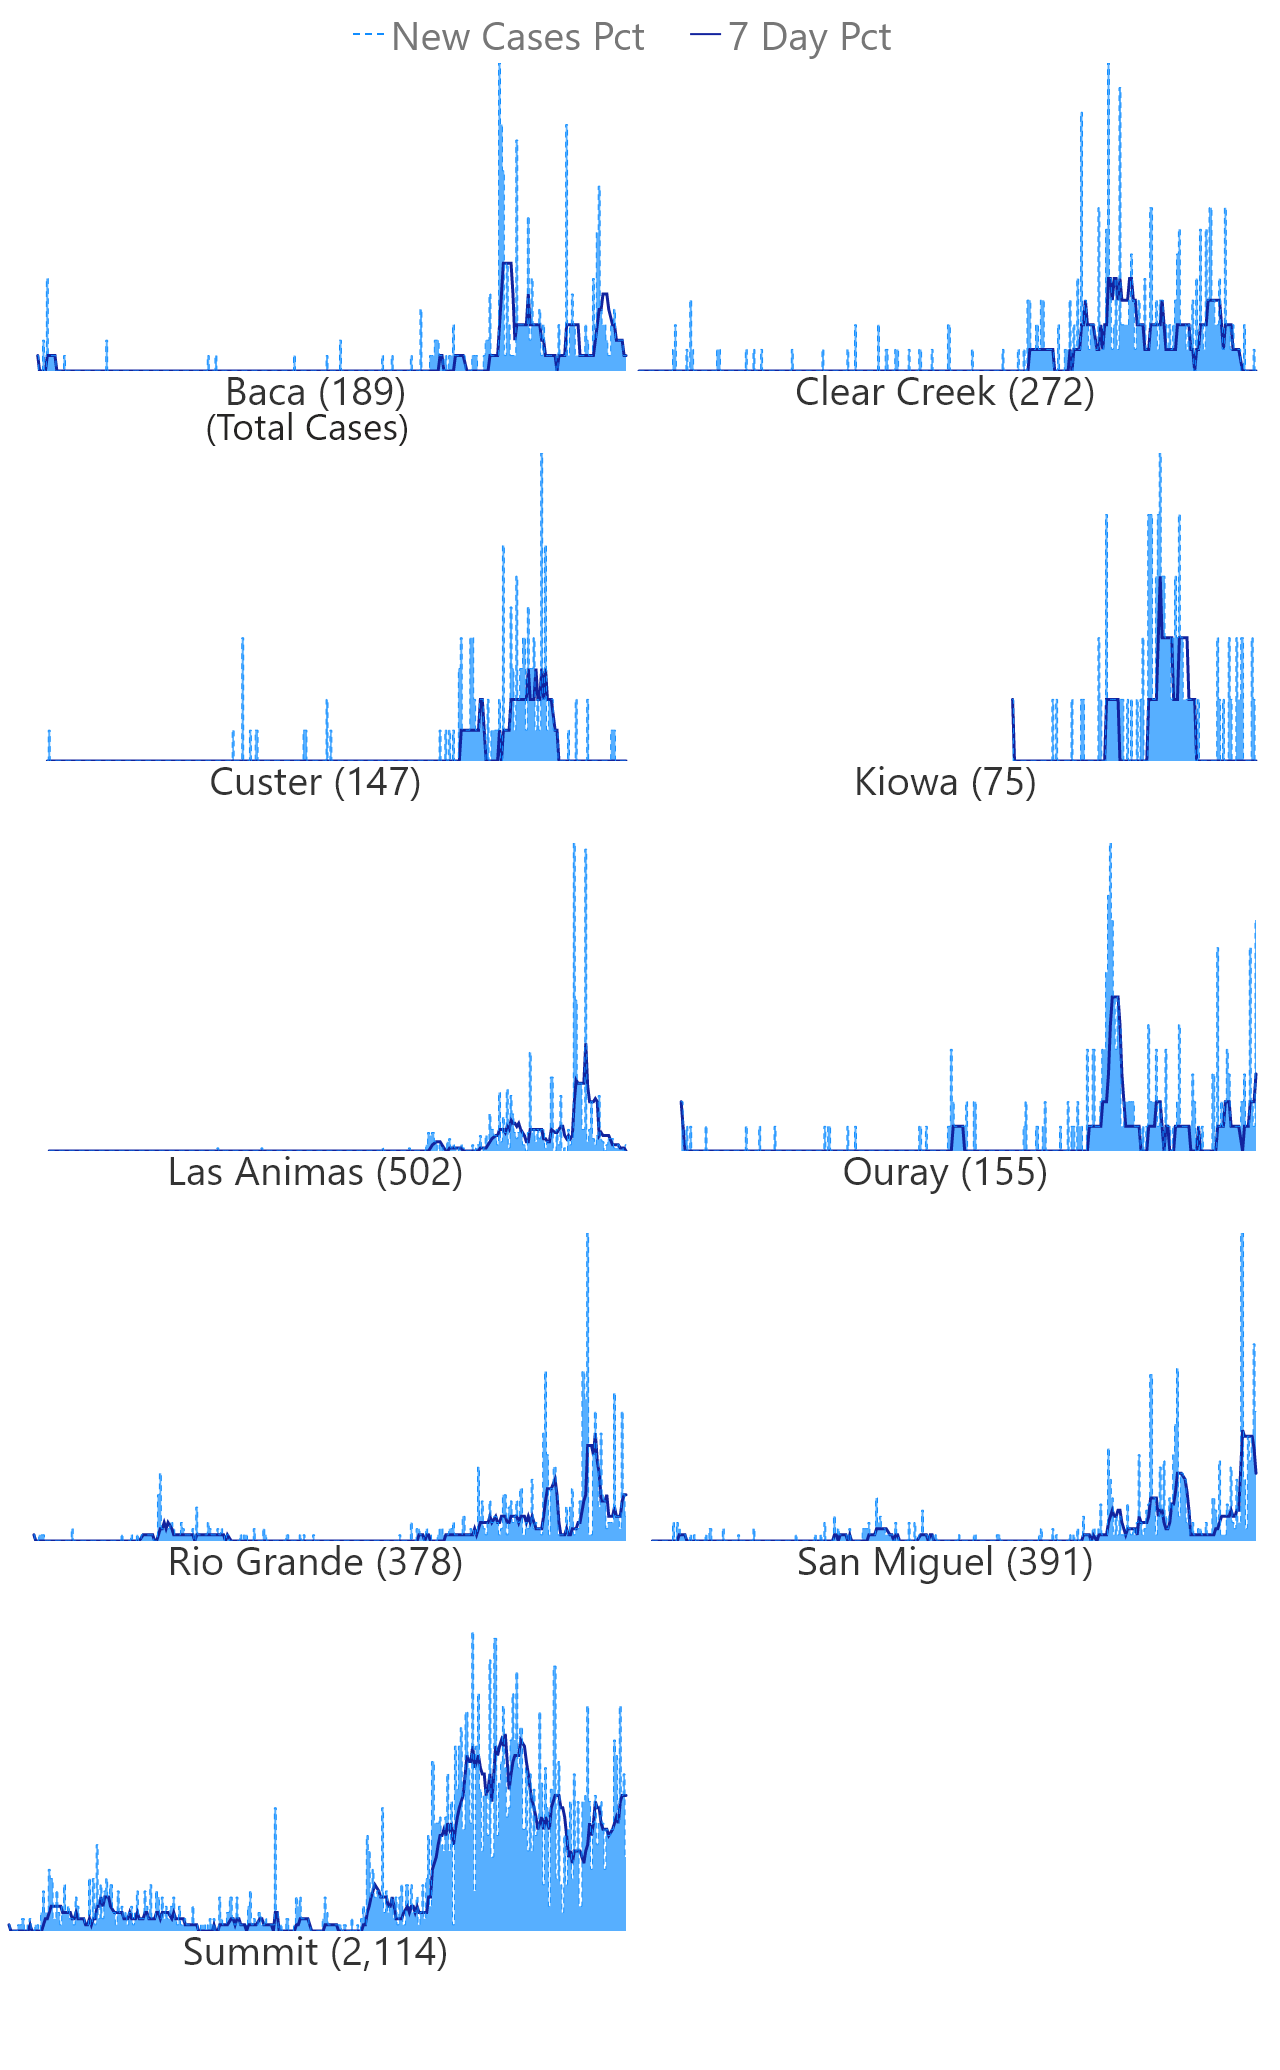 New Cases Pct 7 Day Pct
Baca (189)
(Total Cases)
Clear Creek (272)
Custer (147)
Kiowa (75)
Las Animas (502)
Ouray (155)
Rio Grande (378)
San Miguel (391)
Summit (2,114)